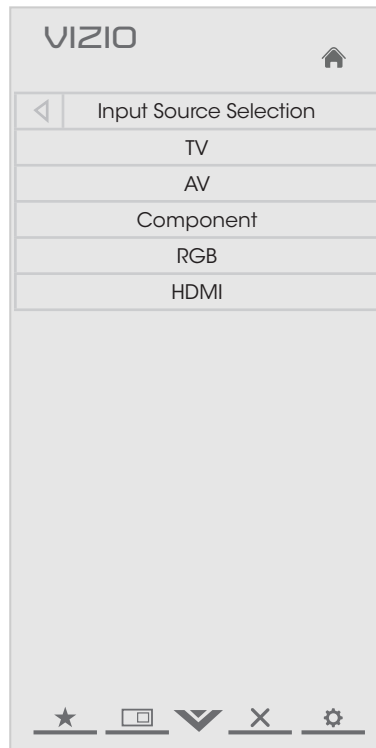 VIZIO
Input Source Selection
TV
AV
Component
RGB
HDMI